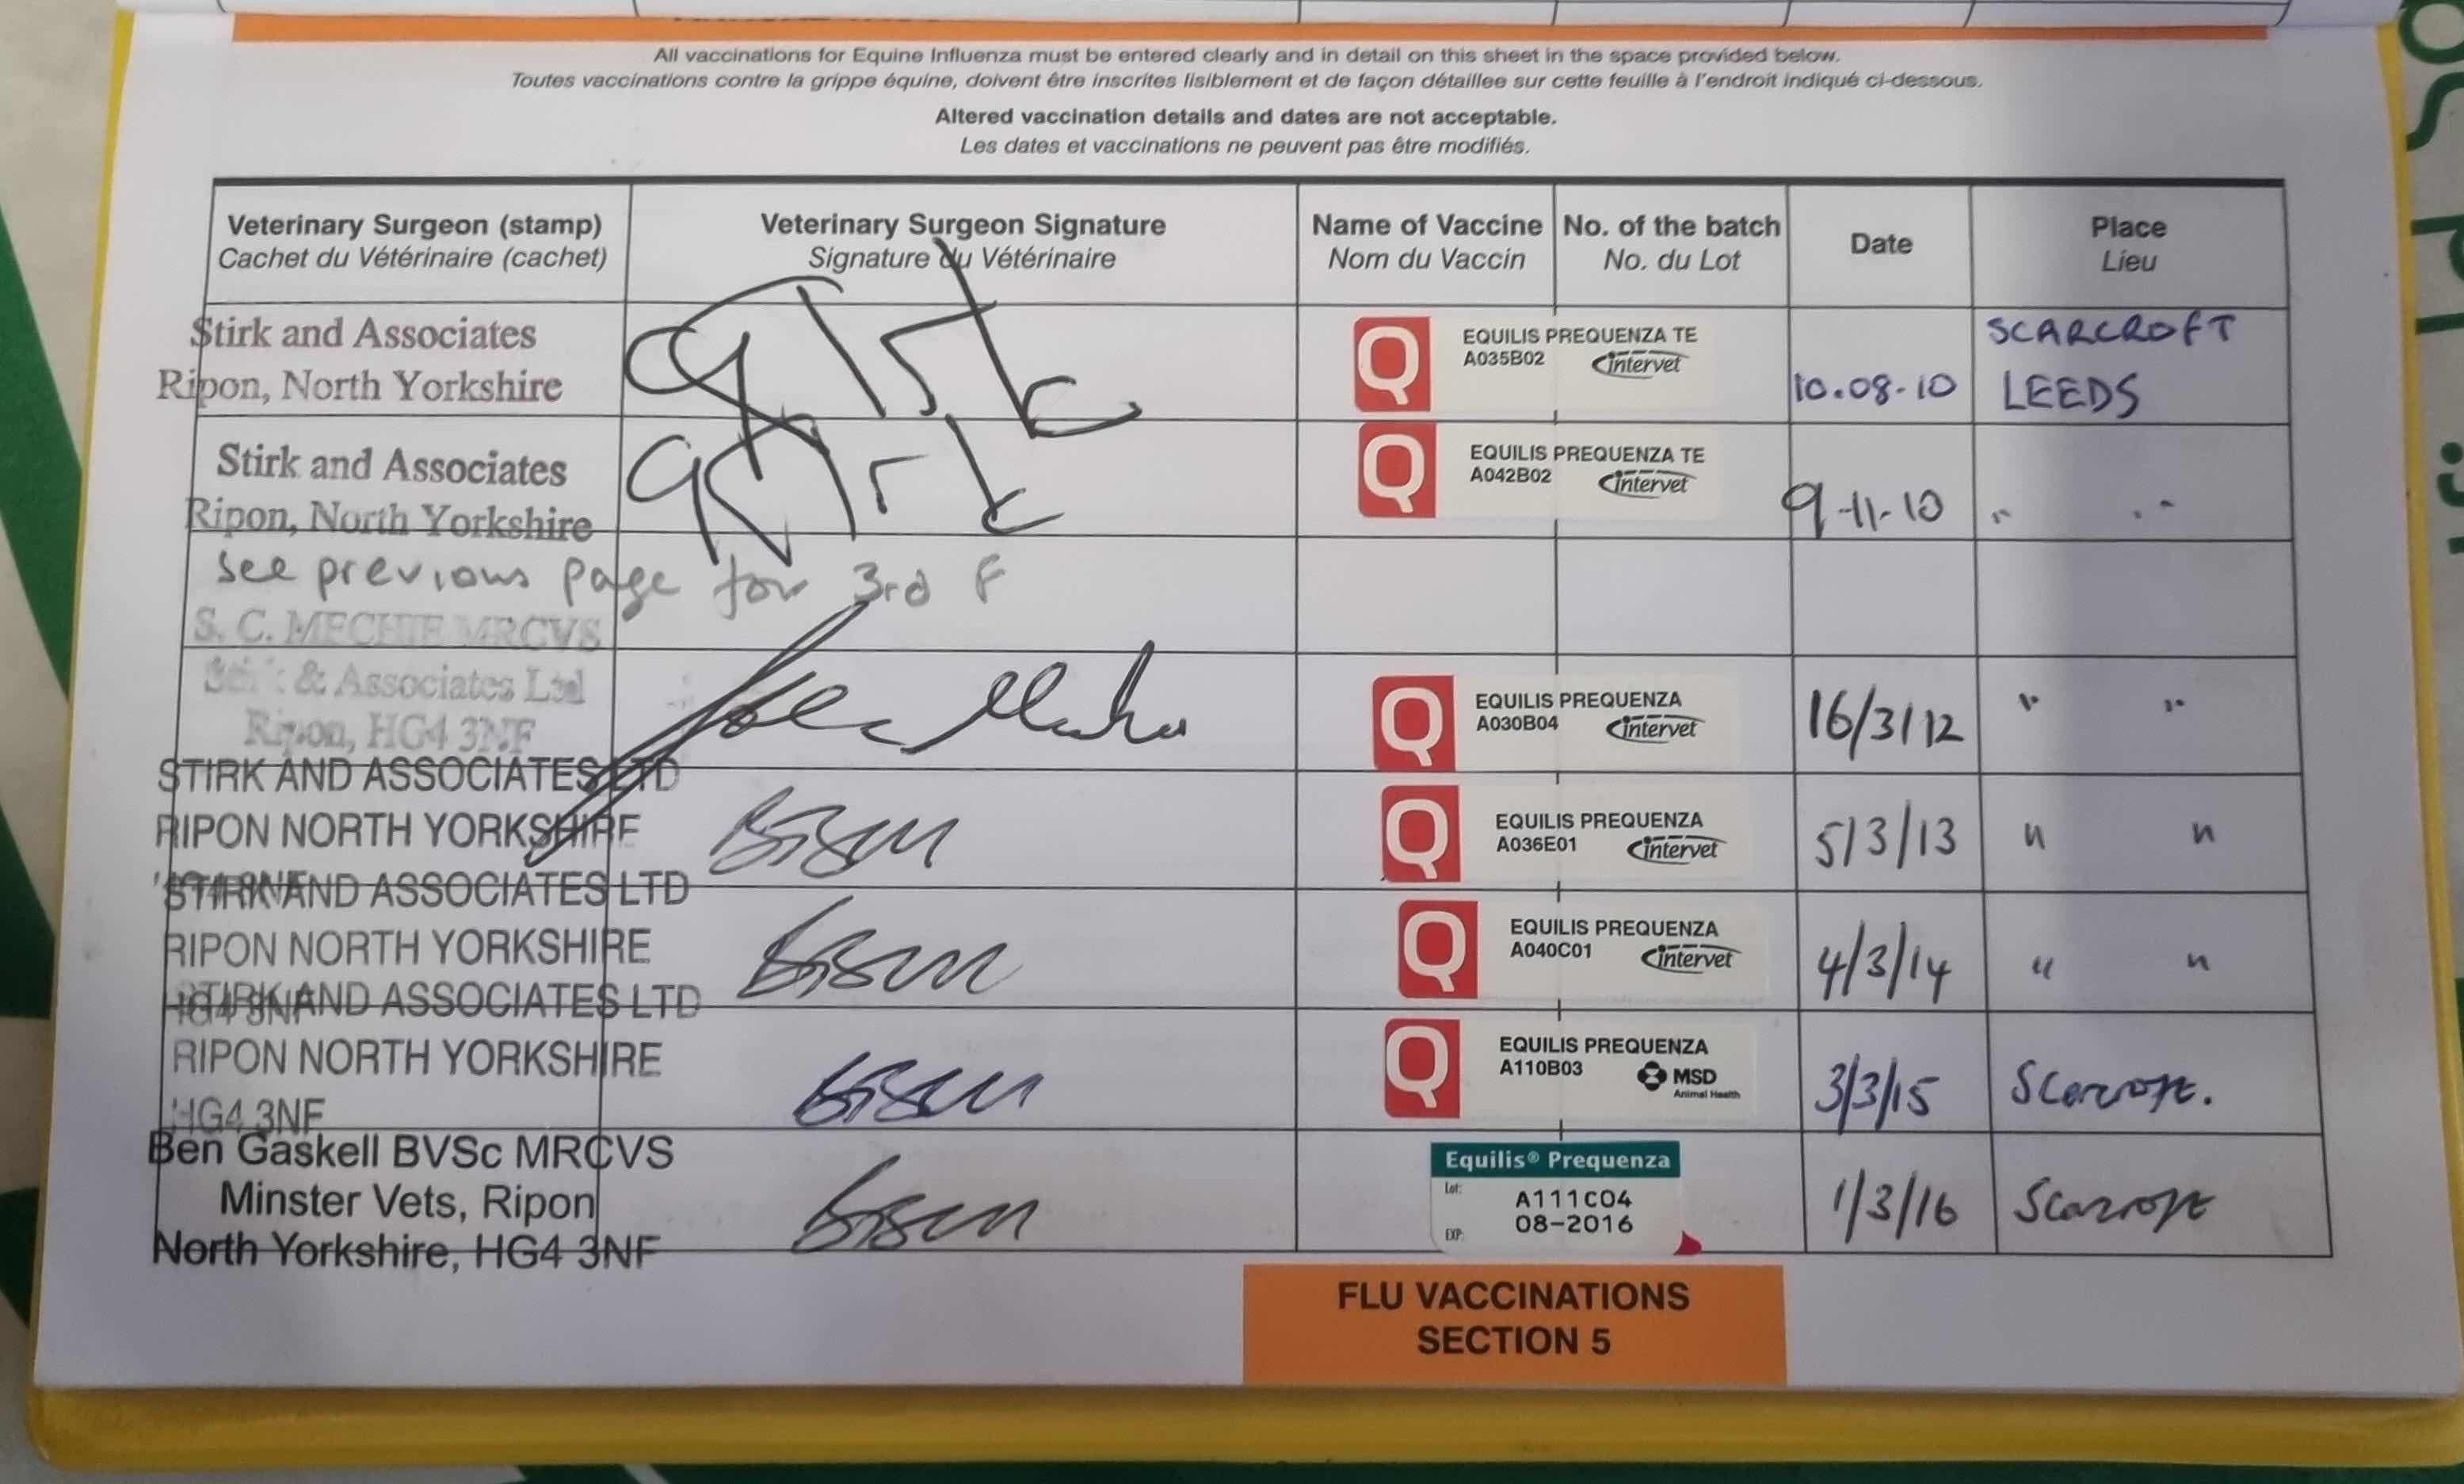 All vaccinations for Equine Influenza must be entered clearly and in detail on this sheet in the space provided below.
Toutes vaccinations contre la grippe équine, doivent être inscrites lisiblement et de façon détaillee sur cette feuille à l'endroit indiqué ci-dessous.
Altered vaccination details and dates are not acceptable.
Les dates et vaccinations ne peuvent pas être modifiés.
Veterinary Surgeon (stamp)
Cachet du Vétérinaire (cachet)
Veterinary Surgeon Signature
Signature du Vétérinaire
Name of Vaccine
Nom du Vaccin
No. of the batch
No. du Lot
Date
Place
Lieu
Stirk and Associates
Ripon, North Yorkshire
Q
EQUILIS PREQUENZA TE
A035B02
intervet
10.08.10
SCARCROFT
LEEDS
Stirk and Associates
Ripon, North Yorkshire
Q
EQUILIS PREQUENZA TE
A042B02
intervet
9-11-10
" "
See previous page for 3rd F
S. C. MECHIE MRCVS
& Associates Ltd
Ripon, HG4 3NF
Q
EQUILIS PREQUENZA
A030B04
intervet
16/3/12
" "
STIRK AND ASSOCIATES LTD
RIPON NORTH YORKSHIRE
Q
EQUILIS PREQUENZA
A036E01
intervet
5/3/13
" "
STIRK AND ASSOCIATES LTD
RIPON NORTH YORKSHIRE
HG4 3NF
Q
EQUILIS PREQUENZA
A040C01
intervet
4/3/14
" "
STIRK AND ASSOCIATES LTD
RIPON NORTH YORKSHIRE
HG4 3NF
Q
EQUILIS PREQUENZA
A110B03
MSD
Animal Health
3/3/15
Scarcroft.
Ben Gaskell BVSc MRCVS
Minster Vets, Ripon
North Yorkshire, HG4 3NF
Equilis® Prequenza
Lot: A111C04
EXP: 08-2016
1/3/16
Scarcroft
FLU VACCINATIONS
SECTION 5